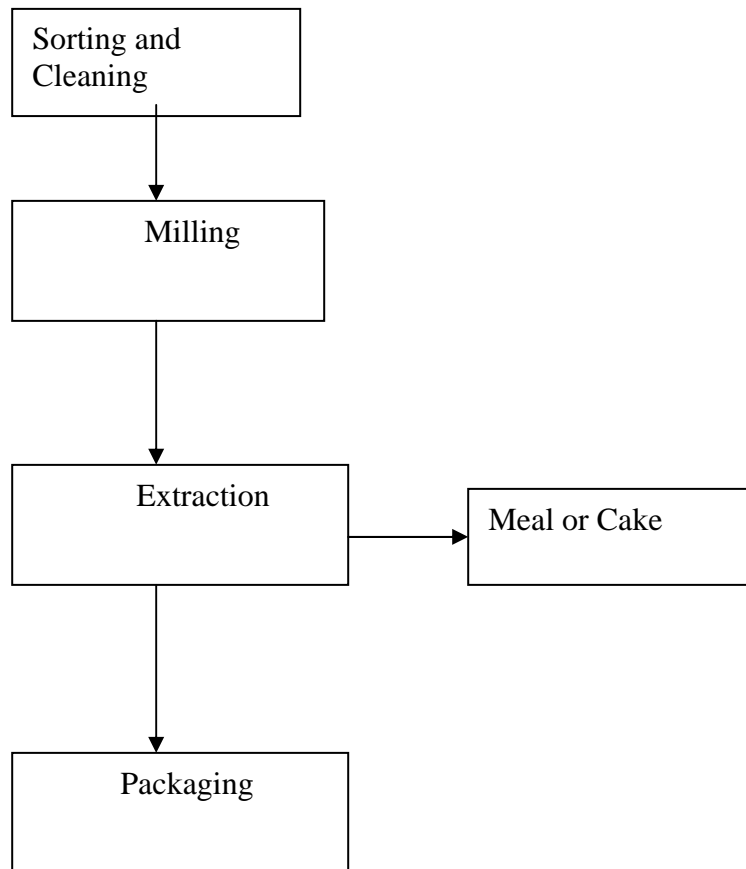 Sorting and
Cleaning
Milling
Extraction
Meal or Cake
Packaging